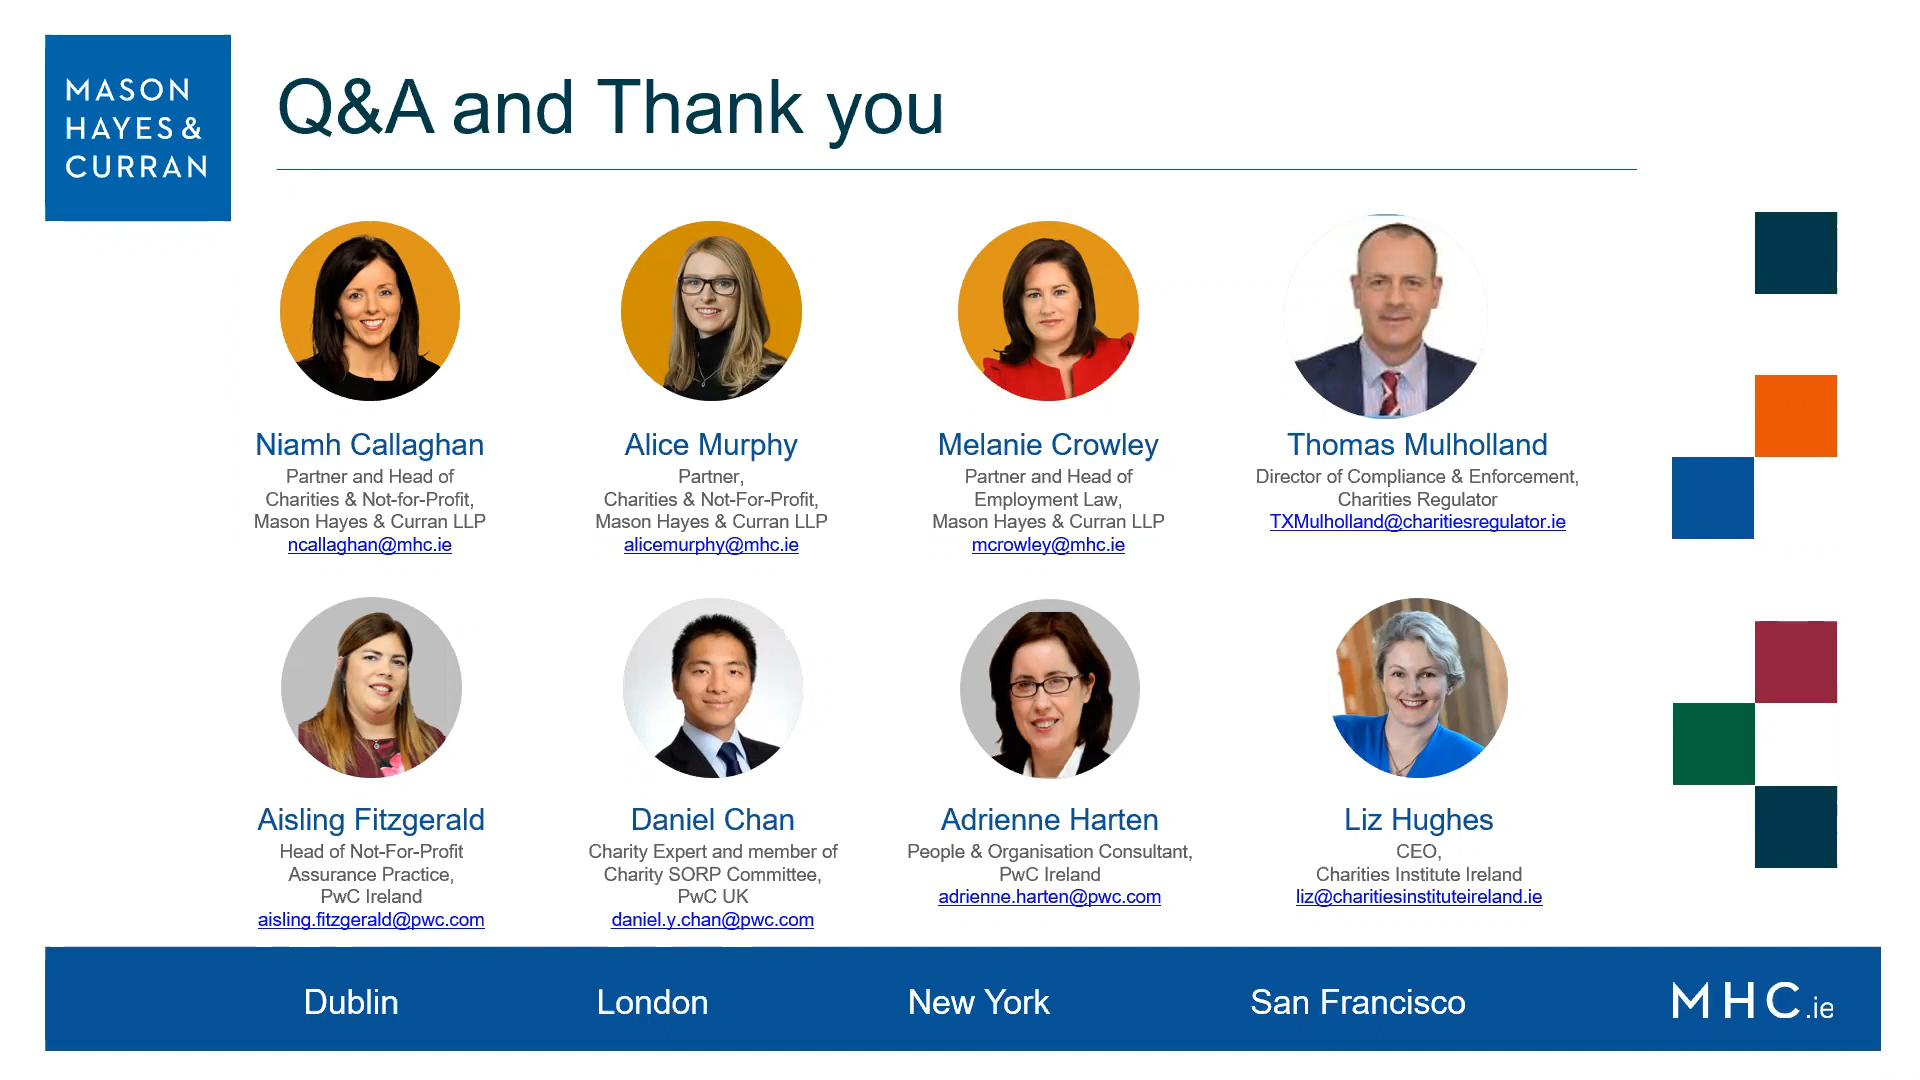 MASON
HAYES &
CURRAN
Q&A and Thank you
Niamh Callaghan
Partner and Head of
Charities & Not-for-Profit,
Mason Hayes & Curran LLP
ncallaghan@mhc.ie
Alice Murphy
Partner,
Charities & Not-For-Profit,
Mason Hayes & Curran LLP
alicemurphy@mhc.ie
Melanie Crowley
Partner and Head of
Employment Law,
Mason Hayes & Curran LLP
mcrowley@mhc.ie
Thomas Mulholland
Director of Compliance & Enforcement,
Charities Regulator
TXMulholland@charitiesregulator.ie
Aisling Fitzgerald
Head of Not-For-Profit
Assurance Practice,
PwC Ireland
aisling.fitzgerald@pwc.com
Daniel Chan
Charity Expert and member of
Charity SORP Committee,
PwC UK
daniel.y.chan@pwc.com
Adrienne Harten
People & Organisation Consultant,
PwC Ireland
adrienne.harten@pwc.com
Liz Hughes
CEO,
Charities Institute Ireland
liz@charitiesinstituteireland.ie
Dublin
London
New York
San Francisco
MHC.ie